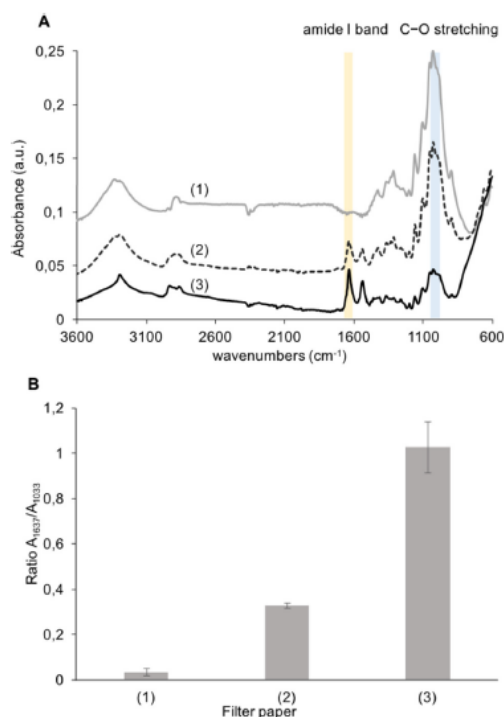 A
amide I band C−O stretching
0,25
0,2
0,15
0,1
0,05
0
Absorbance (a.u.)
(1)
(2)
(3)
3600 3100 2600 2100 1600 1100 600
wavenumbers (cm⁻¹)
B
1,2
1
0,8
0,6
0,4
0,2
0
Ratio A₁₆₃₇/A₁₀₃₃
(1) (2) (3)
Filter paper